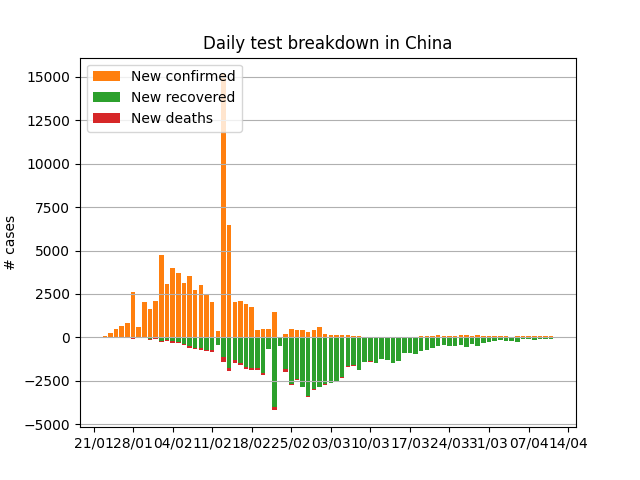 Daily test breakdown in China
New confirmed
New recovered
New deaths
# cases
15000
12500
10000
7500
5000
2500
0
−2500
−5000
21/01 28/01 04/02 11/02 18/02 25/02 03/03 10/03 17/03 24/03 31/03 07/04 14/04